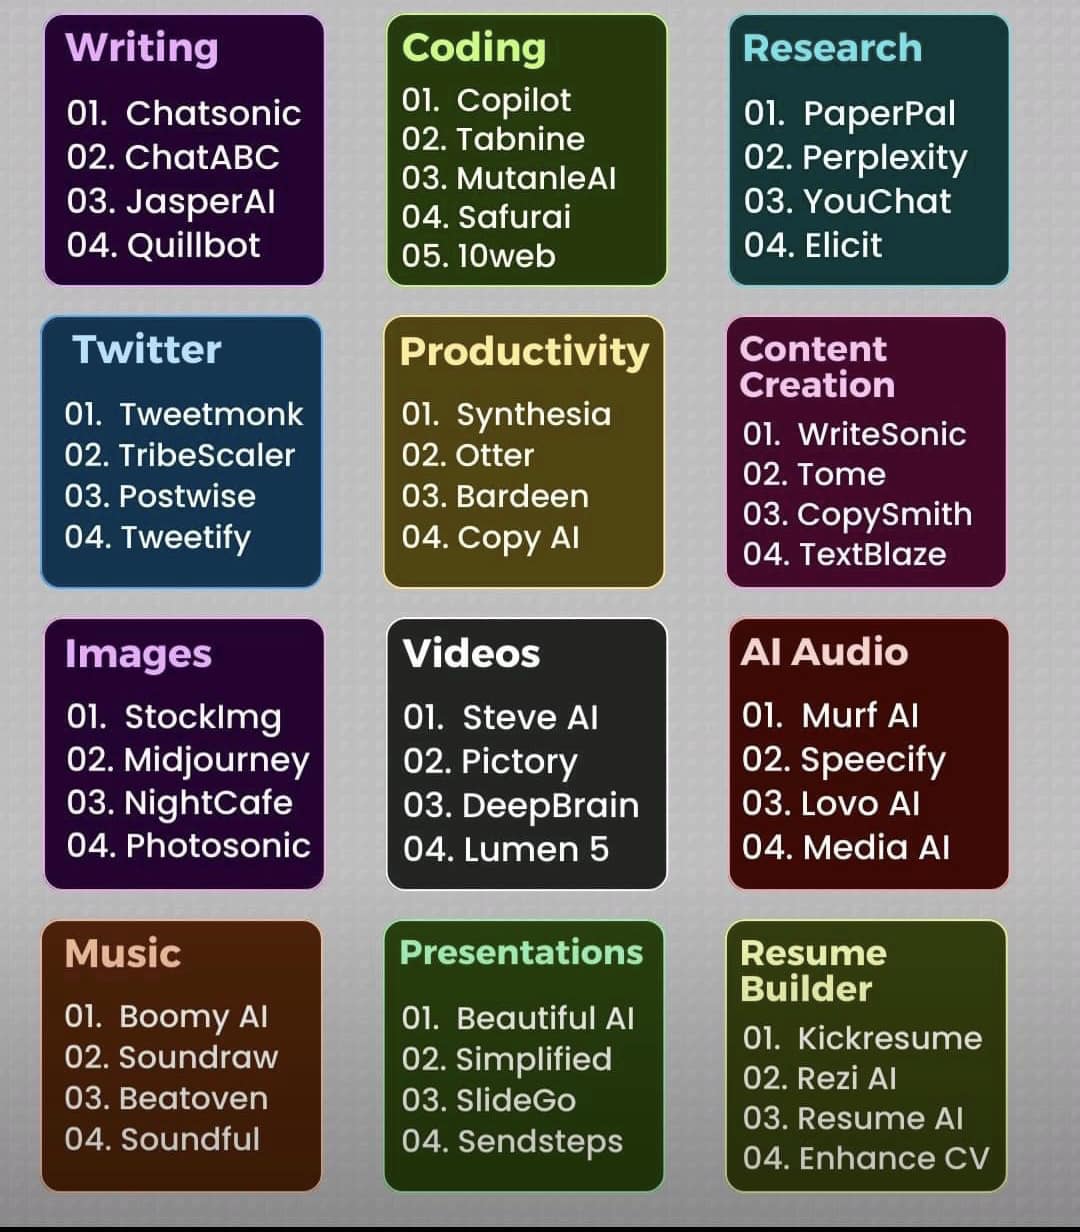 Writing
01. Chatsonic
02. ChatABC
03. JasperAI
04. Quillbot
Coding
01. Copilot
02. Tabnine
03. MutanleAI
04. Safurai
05. 10web
Research
01. PaperPal
02. Perplexity
03. YouChat
04. Elicit
Twitter
01. Tweetmonk
02. TribeScaler
03. Postwise
04. Tweetify
Productivity
01. Synthesia
02. Otter
03. Bardeen
04. Copy AI
Content
Creation
01. WriteSonic
02. Tome
03. CopySmith
04. TextBlaze
Images
01. StockImg
02. Midjourney
03. NightCafe
04. Photosonic
Videos
01. Steve AI
02. Pictory
03. DeepBrain
04. Lumen 5
AI Audio
01. Murf AI
02. Speecify
03. Lovo AI
04. Media AI
Music
01. Boomy AI
02. Soundraw
03. Beatoven
04. Soundful
Presentations
01. Beautiful AI
02. Simplified
03. SlideGo
04. Sendsteps
Resume
Builder
01. Kickresume
02. Rezi AI
03. Resume AI
04. Enhance CV